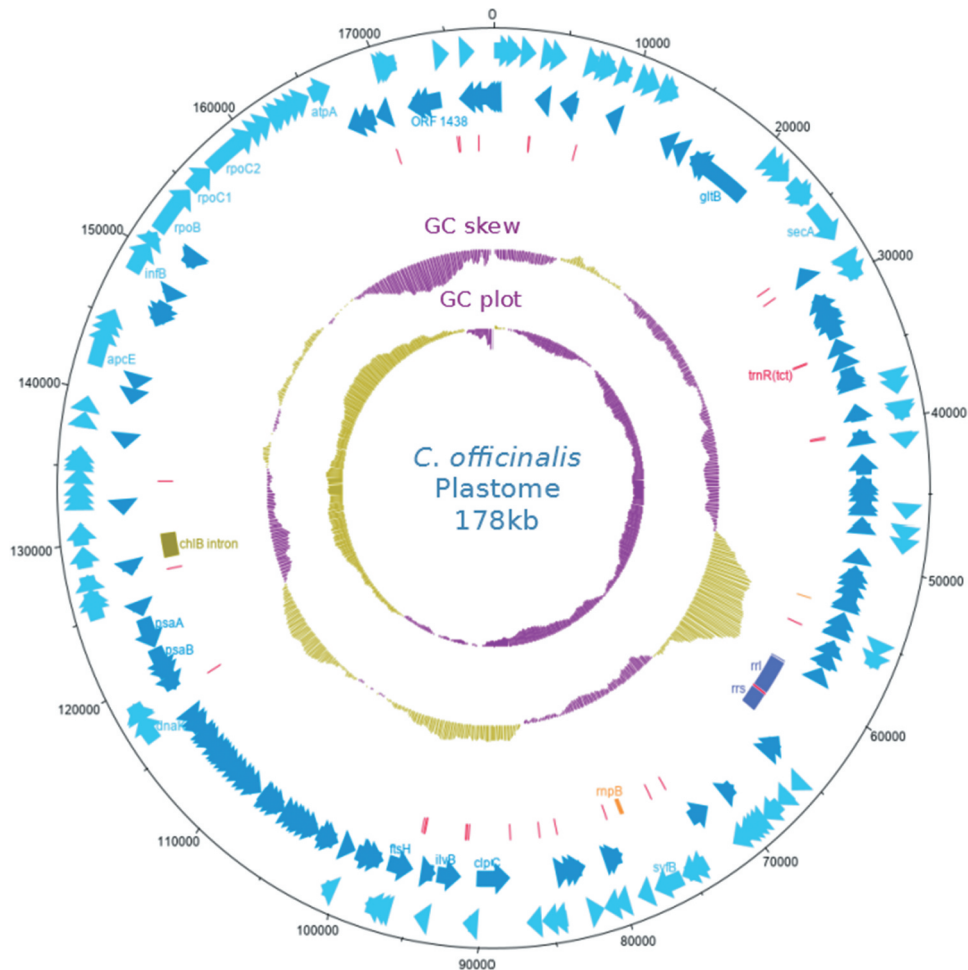 0
170000
10000
160000
atpA
ORF 1438
20000
rpoC2
gltB
rpoC1
secA
150000
rpoB
GC skew
30000
infB
GC plot
apcE
trnR(tct)
140000
40000
C. officinalis
Plastome
178kb
130000
chlB intron
50000
psaA
psaB
rrl
rrs
120000
dnaK
60000
rnpB
110000
ftsH
ilvB
clpC
syfB
70000
100000
80000
90000